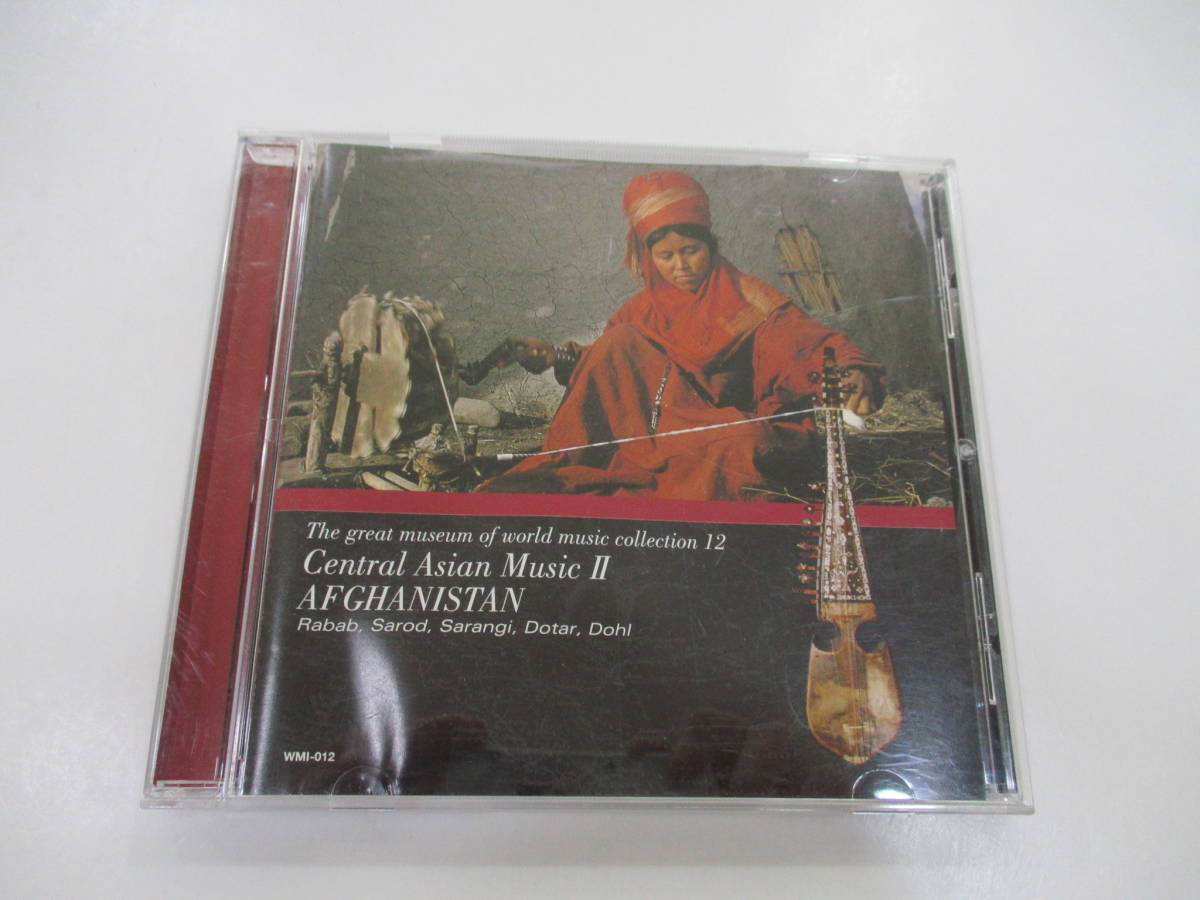 The great museum of world music collection 12
Central Asian Music II
AFGHANISTAN
Rabab, Sarod, Sarangi, Dotar, Dohl
WMI-012